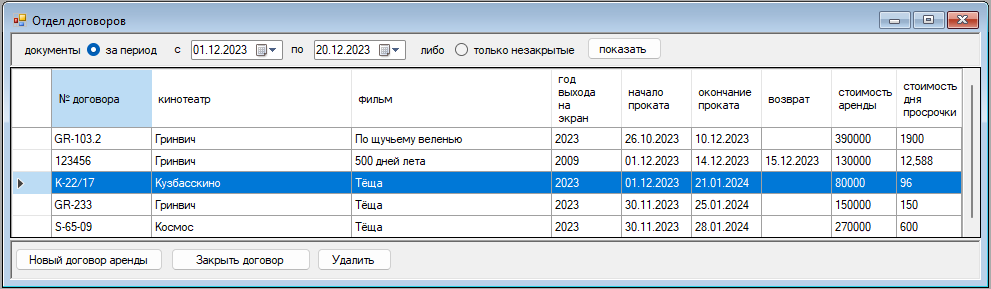 Отдел договоров
документы за период с 01.12.2023 по 20.12.2023 либо только незакрытые показать
№ договора кинотеатр фильм год выхода на экран начало проката окончание проката возврат стоимость аренды стоимость дня просрочки
GR-103.2 Гринвич По щучьему веленью 2023 26.10.2023 10.12.2023 390000 1900
123456 Гринвич 500 дней лета 2009 01.12.2023 14.12.2023 15.12.2023 130000 12,588
К-22/17 Кузбасскино Тёща 2023 01.12.2023 21.01.2024 80000 96
GR-233 Гринвич Тёща 2023 30.11.2023 25.01.2024 150000 150
S-65-09 Космос Тёща 2023 30.11.2023 28.01.2024 270000 600
Новый договор аренды Закрыть договор Удалить